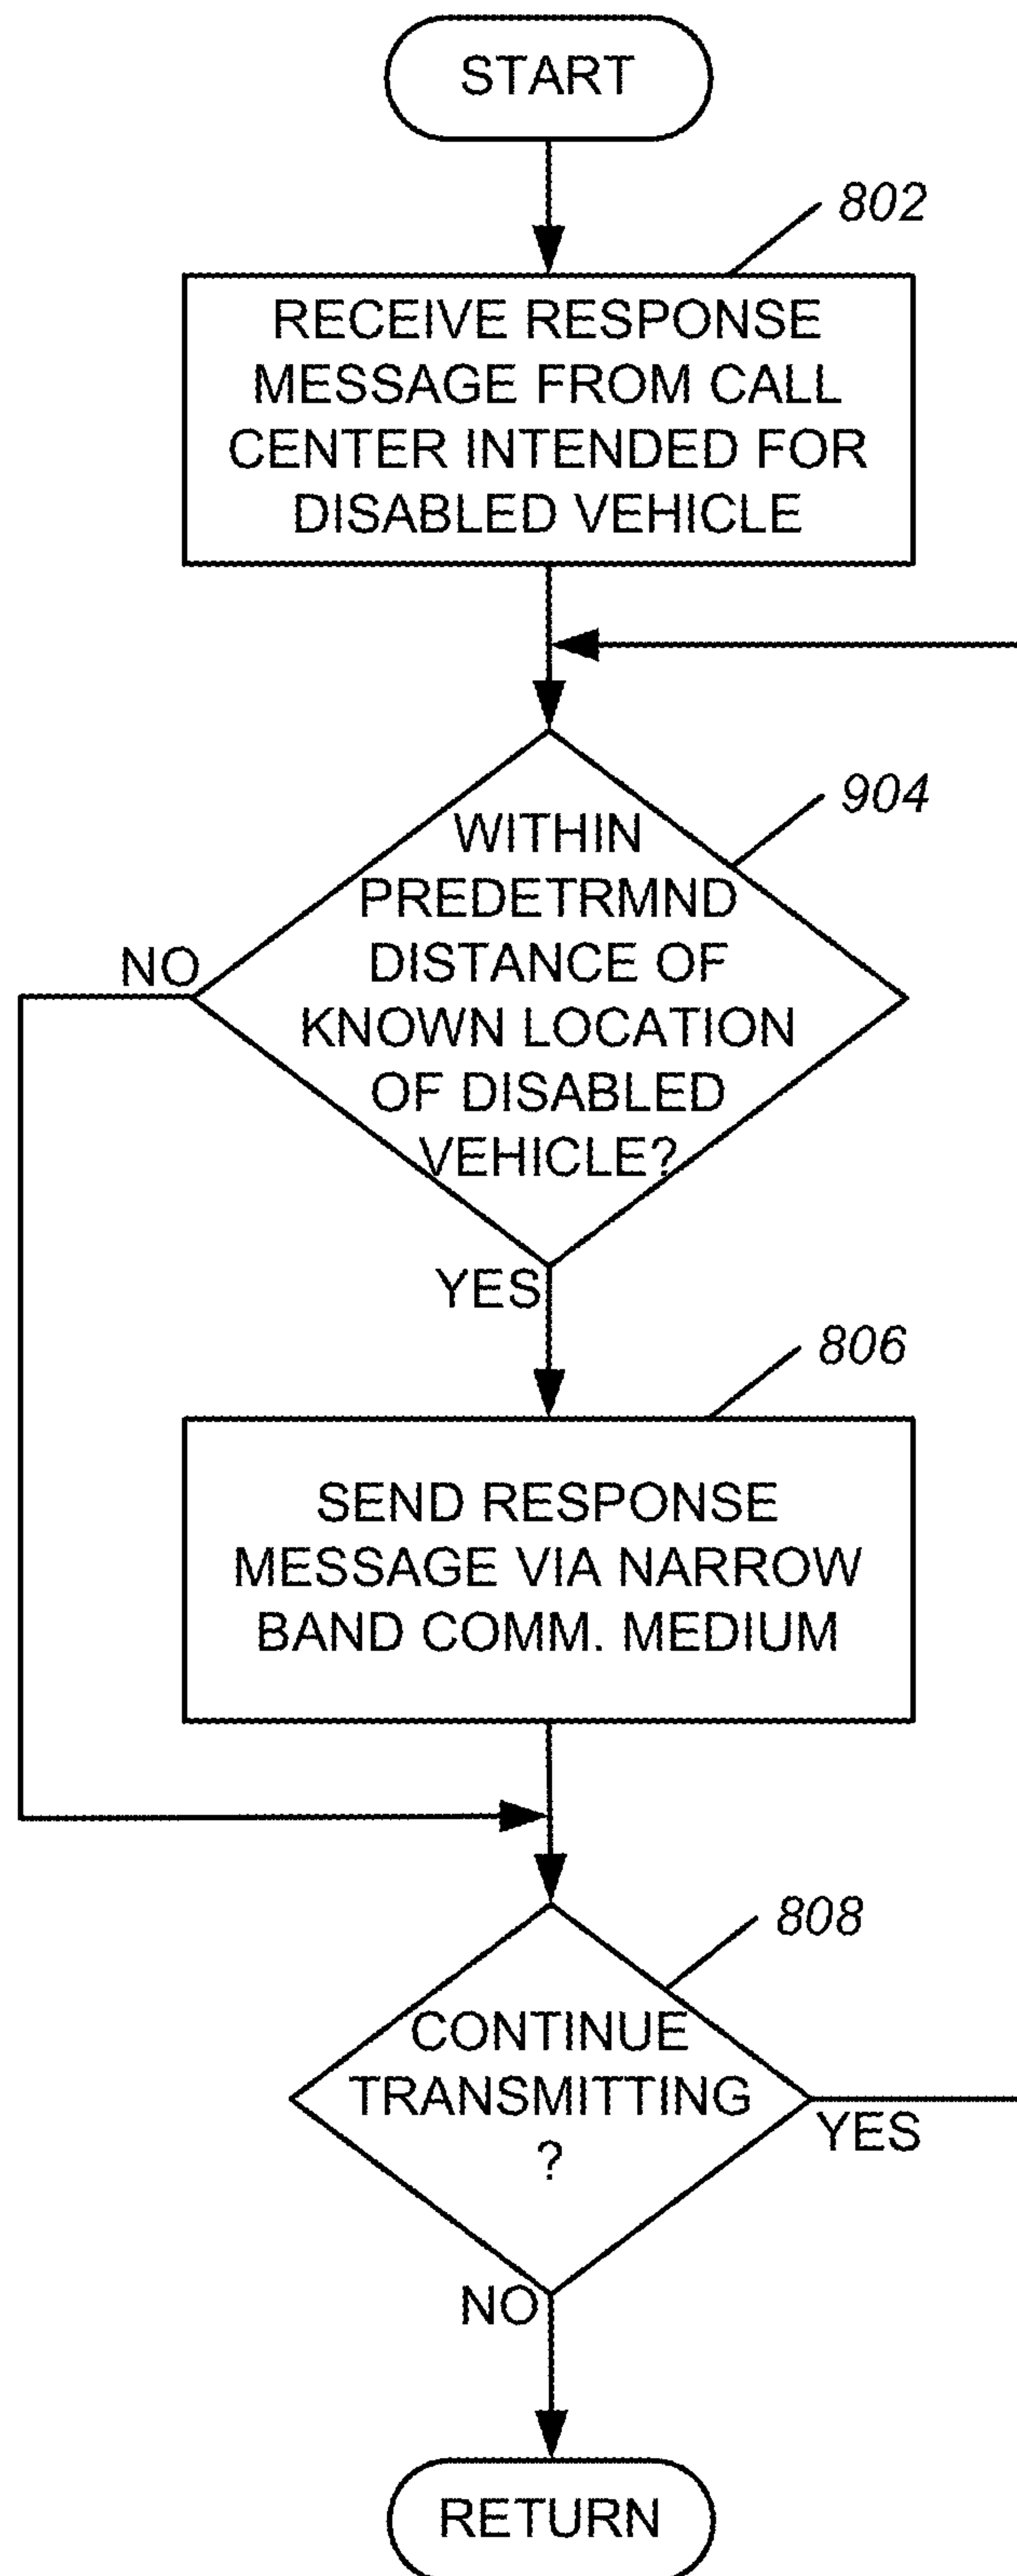 START
802
RECEIVE RESPONSE
MESSAGE FROM CALL
CENTER INTENDED FOR
DISABLED VEHICLE
904
WITHIN
PREDETRMND
DISTANCE OF
KNOWN LOCATION
OF DISABLED
VEHICLE?
NO
YES
806
SEND RESPONSE
MESSAGE VIA NARROW
BAND COMM. MEDIUM
808
CONTINUE
TRANSMITTING
?
YES
NO
RETURN